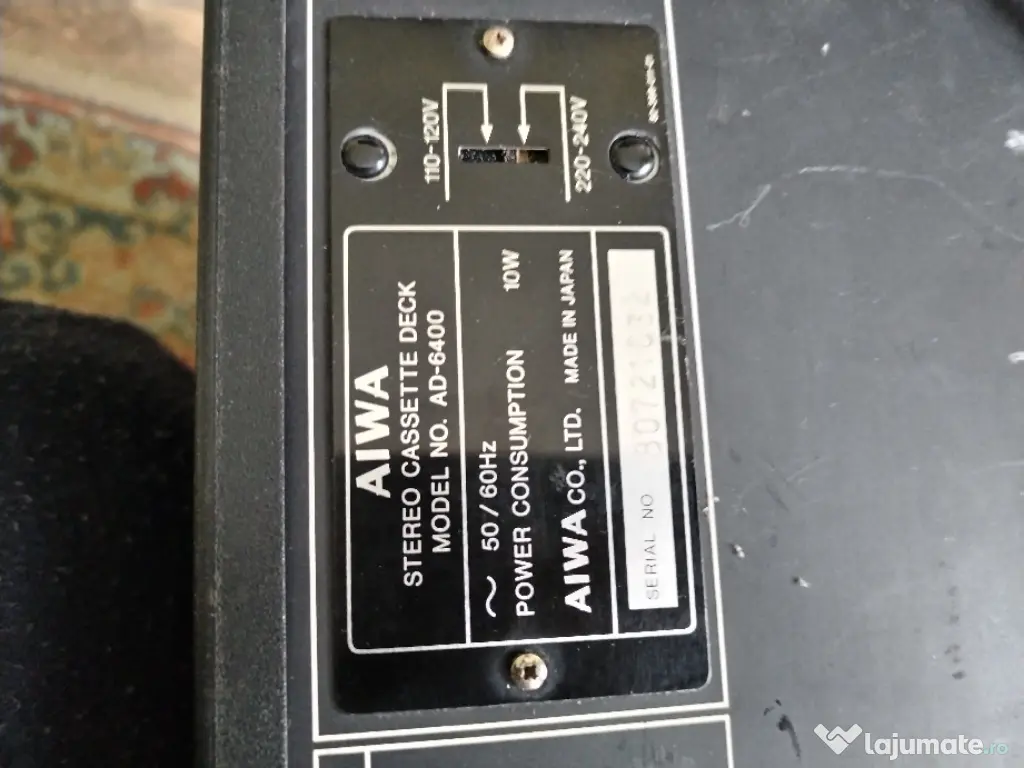 110-120V
220-240V
AIWA
STEREO CASSETTE DECK
MODEL NO. AD-6400
~ 50/60Hz
POWER CONSUMPTION 10W
AIWA CO., LTD. MADE IN JAPAN
SERIAL NO
lajumate.ro